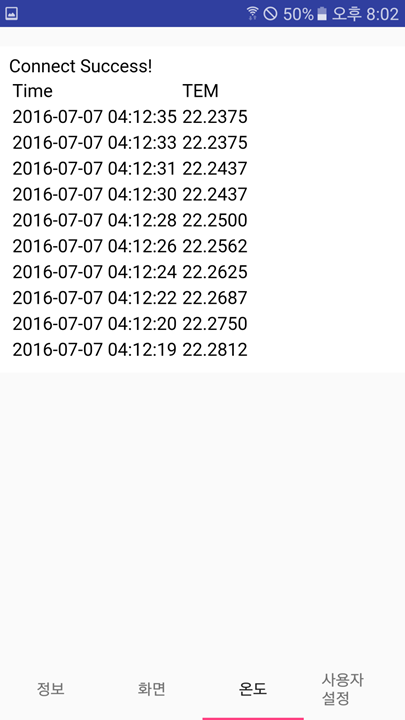 50% 오후 8:02
Connect Success!
Time TEM
2016-07-07 04:12:35 22.2375
2016-07-07 04:12:33 22.2375
2016-07-07 04:12:31 22.2437
2016-07-07 04:12:30 22.2437
2016-07-07 04:12:28 22.2500
2016-07-07 04:12:26 22.2562
2016-07-07 04:12:24 22.2625
2016-07-07 04:12:22 22.2687
2016-07-07 04:12:20 22.2750
2016-07-07 04:12:19 22.2812
정보 화면 온도 사용자
설정